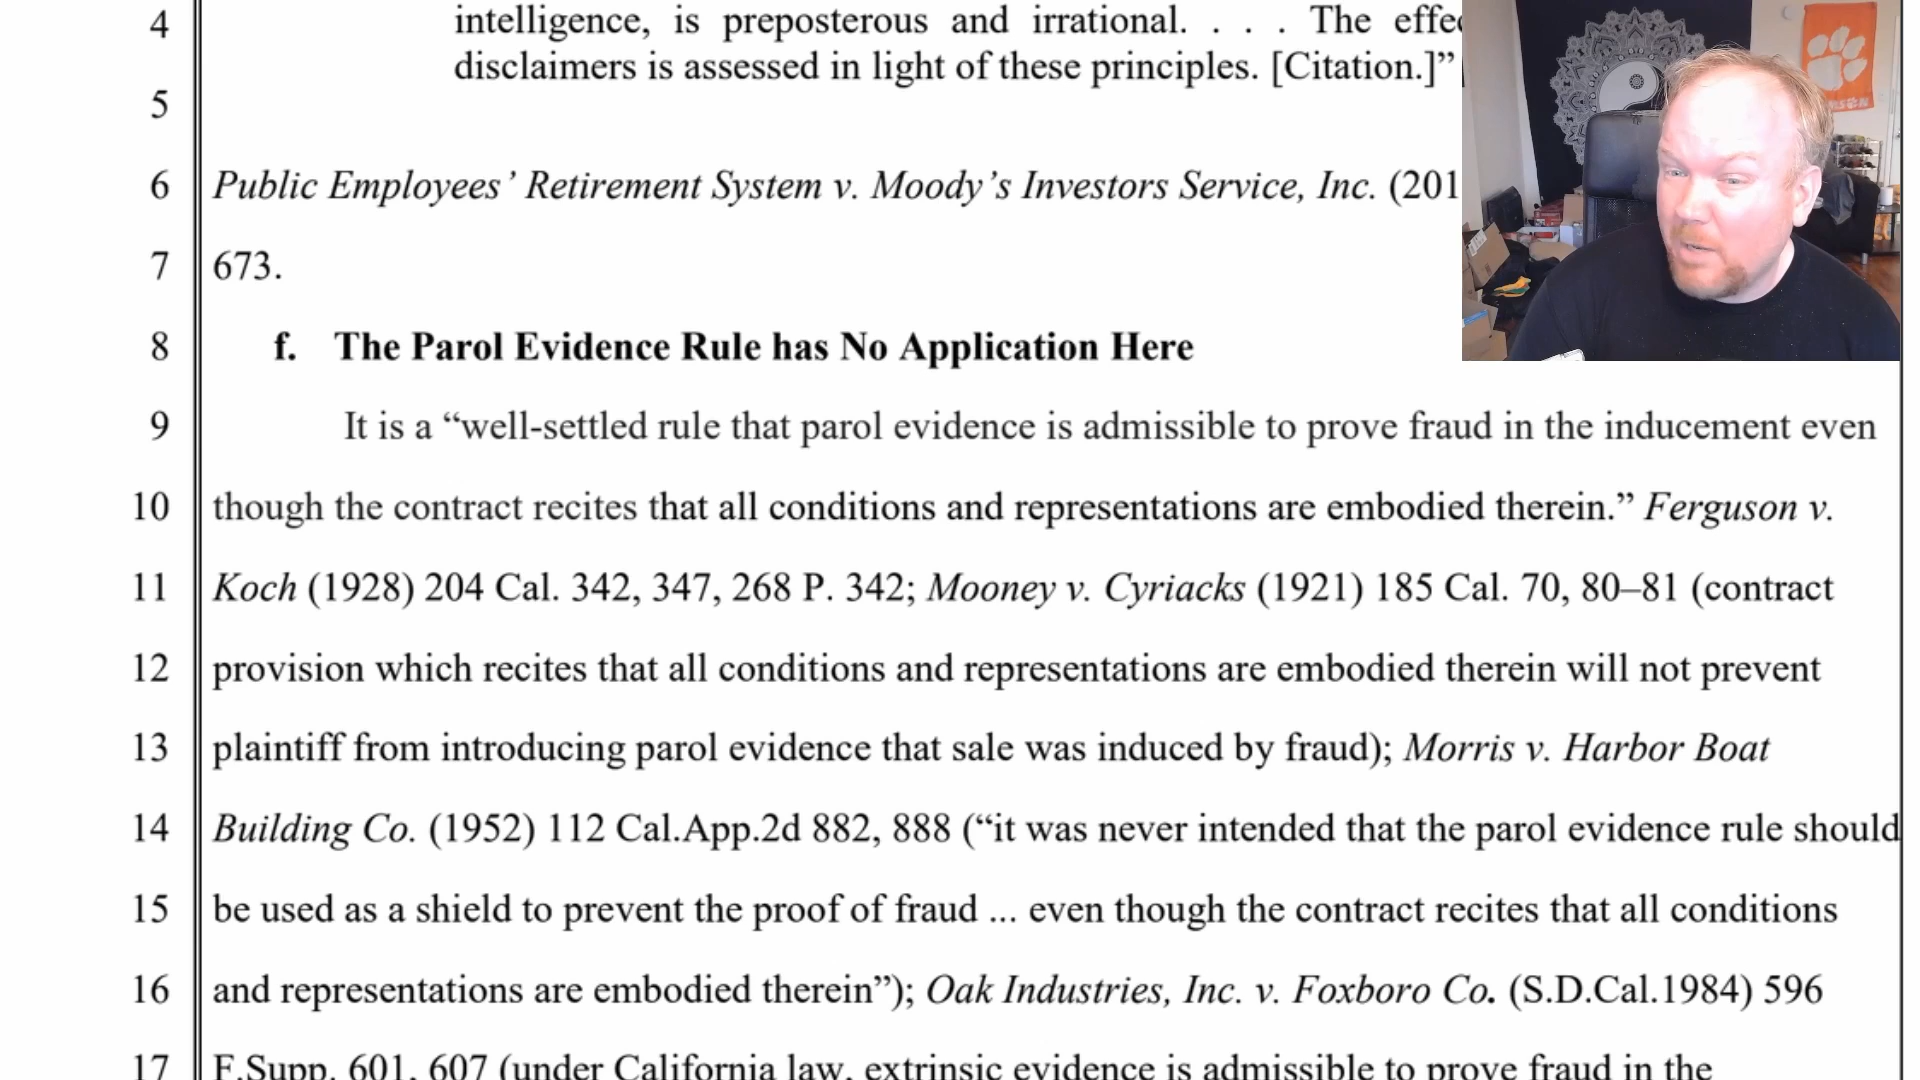 4 intelligence, is preposterous and irrational. . . . The
disclaimers is assessed in light of these principles. [Citation.]”
5
6 Public Employees’ Retirement System v. Moody’s Investors Service, Inc. (201
7 673.
8 f. The Parol Evidence Rule has No Application Here
9 It is a “well-settled rule that parol evidence is admissible to prove fraud in the inducement even
10 though the contract recites that all conditions and representations are embodied therein.” Ferguson v.
11 Koch (1928) 204 Cal. 342, 347, 268 P. 342; Mooney v. Cyriacks (1921) 185 Cal. 70, 80–81 (contract
12 provision which recites that all conditions and representations are embodied therein will not prevent
13 plaintiff from introducing parol evidence that sale was induced by fraud); Morris v. Harbor Boat
14 Building Co. (1952) 112 Cal.App.2d 882, 888 (“it was never intended that the parol evidence rule should
15 be used as a shield to prevent the proof of fraud ... even though the contract recites that all conditions
16 and representations are embodied therein”); Oak Industries, Inc. v. Foxboro Co. (S.D.Cal.1984) 596
17 F.Supp. 601, 607 (under California law, extrinsic evidence is admissible to prove fraud in the